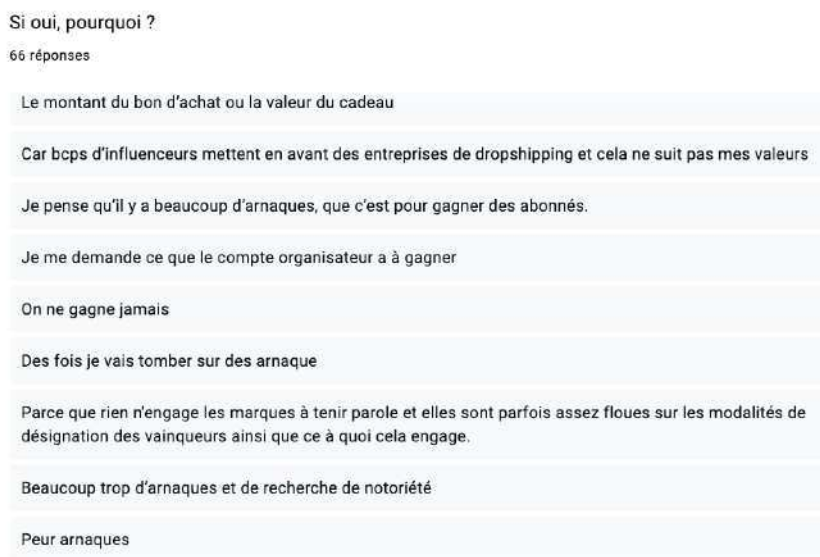 Si oui, pourquoi ?
66 réponses
Le montant du bon d'achat ou la valeur du cadeau
Car bcps d'influenceurs mettent en avant des entreprises de dropshipping et cela ne suit pas mes valeurs
Je pense qu'il y a beaucoup d'arnaques, que c'est pour gagner des abonnés.
Je me demande ce que le compte organisateur a à gagner
On ne gagne jamais
Des fois je vais tomber sur des arnaque
Parce que rien n'engage les marques à tenir parole et elles sont parfois assez floues sur les modalités de
désignation des vainqueurs ainsi que ce à quoi cela engage.
Beaucoup trop d'arnaques et de recherche de notoriété
Peur arnaques